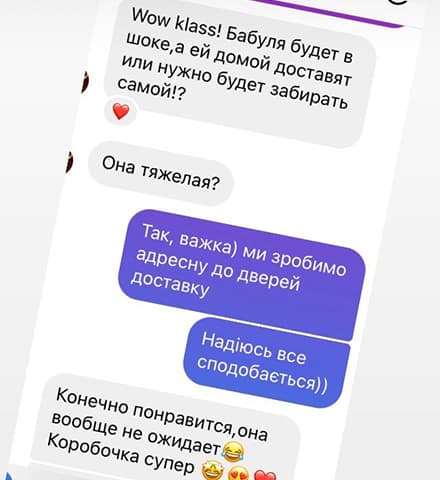 Wow klass! Бабуля будет в
шоке,а ей домой доставят
или нужно будет забирать
самой!?
Она тяжелая?
Так, важка) ми зробимо
адресну до дверей
доставку
Надіюсь все
сподобається))
Конечно понравится,она
вообще не ожидает😂
Коробочка супер 🤩😍❤️